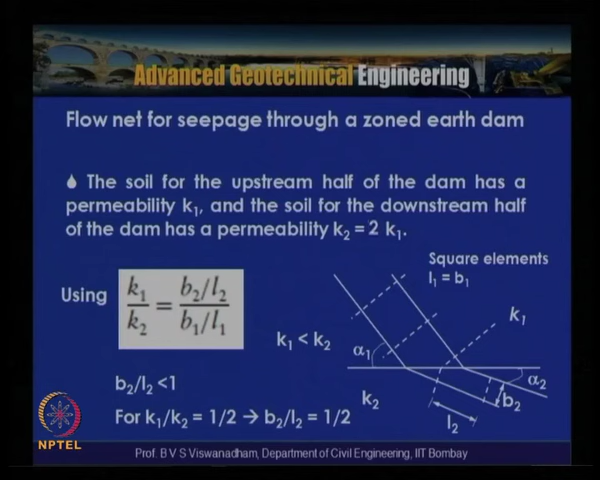 Advanced Geotechnical Engineering
Flow net for seepage through a zoned earth dam
The soil for the upstream half of the dam has a
permeability k₁, and the soil for the downstream half
of the dam has a permeability k₂ = 2 k₁.
Square elements
l₁ = b₁
Using k₁/k₂ = (b₂/l₂)/(b₁/l₁)
k₁
k₁ < k₂
α₁
α₂
b₂/l₂ <1
k₂
b₂
l₂
For k₁/k₂ = 1/2 → b₂/l₂ = 1/2
NPTEL
Prof. B V S Viswanadham, Department of Civil Engineering, IIT Bombay